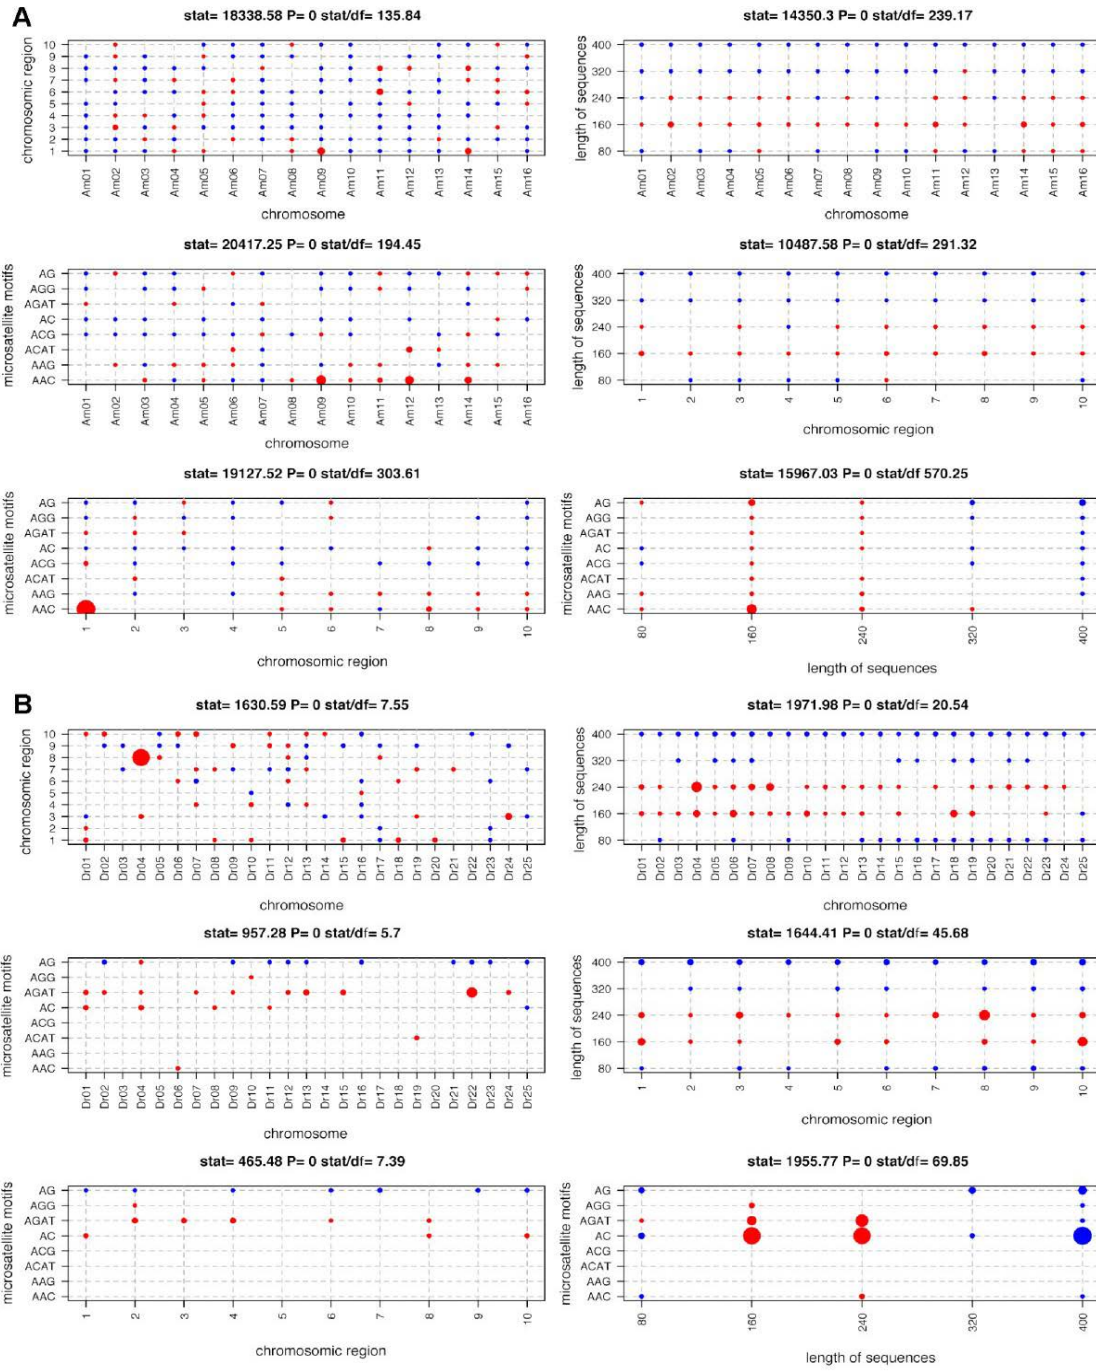 A
stat= 18338.58 P= 0 stat/df= 135.84
chromosomic region
10
9
8
7
6
5
4
3
2
1
Am01 Am02 Am03 Am04 Am05 Am06 Am07 Am08 Am09 Am10 Am11 Am12 Am13 Am14 Am15 Am16
chromosome
stat= 14350.3 P= 0 stat/df= 239.17
length of sequences
400
320
240
160
80
Am01 Am02 Am03 Am04 Am05 Am06 Am07 Am08 Am09 Am10 Am11 Am12 Am13 Am14 Am15 Am16
chromosome
stat= 20417.25 P= 0 stat/df= 194.45
microsatellite motifs
AG
AGG
AGAT
AC
ACG
ACAT
AAG
AAC
Am01 Am02 Am03 Am04 Am05 Am06 Am07 Am08 Am09 Am10 Am11 Am12 Am13 Am14 Am15 Am16
chromosome
stat= 10487.58 P= 0 stat/df= 291.32
length of sequences
400
320
240
160
80
1 2 3 4 5 6 7 8 9 10
chromosomic region
stat= 19127.52 P= 0 stat/df= 303.61
microsatellite motifs
AG
AGG
AGAT
AC
ACG
ACAT
AAG
AAC
1 2 3 4 5 6 7 8 9 10
chromosomic region
stat= 15967.03 P= 0 stat/df 570.25
microsatellite motifs
AG
AGG
AGAT
AC
ACG
ACAT
AAG
AAC
80 160 240 320 400
length of sequences
B
stat= 1630.59 P= 0 stat/df= 7.55
chromosomic region
10
9
8
7
6
5
4
3
2
1
Dr01 Dr02 Dr03 Dr04 Dr05 Dr06 Dr07 Dr08 Dr09 Dr10 Dr11 Dr12 Dr13 Dr14 Dr15 Dr16 Dr17 Dr18 Dr19 Dr20 Dr21 Dr22 Dr23 Dr24 Dr25
chromosome
stat= 1971.98 P= 0 stat/df= 20.54
length of sequences
400
320
240
160
80
Dr01 Dr02 Dr03 Dr04 Dr05 Dr06 Dr07 Dr08 Dr09 Dr10 Dr11 Dr12 Dr13 Dr14 Dr15 Dr16 Dr17 Dr18 Dr19 Dr20 Dr21 Dr22 Dr23 Dr24 Dr25
chromosome
stat= 957.28 P= 0 stat/df= 5.7
microsatellite motifs
AG
AGG
AGAT
AC
ACG
ACAT
AAG
AAC
Dr01 Dr02 Dr03 Dr04 Dr05 Dr06 Dr07 Dr08 Dr09 Dr10 Dr11 Dr12 Dr13 Dr14 Dr15 Dr16 Dr17 Dr18 Dr19 Dr20 Dr21 Dr22 Dr23 Dr24 Dr25
chromosome
stat= 1644.41 P= 0 stat/df= 45.68
length of sequences
400
320
240
160
80
1 2 3 4 5 6 7 8 9 10
chromosomic region
stat= 465.48 P= 0 stat/df= 7.39
microsatellite motifs
AG
AGG
AGAT
AC
ACG
ACAT
AAG
AAC
1 2 3 4 5 6 7 8 9 10
chromosomic region
stat= 1955.77 P= 0 stat/df= 69.85
microsatellite motifs
AG
AGG
AGAT
AC
ACG
ACAT
AAG
AAC
80 160 240 320 400
length of sequences